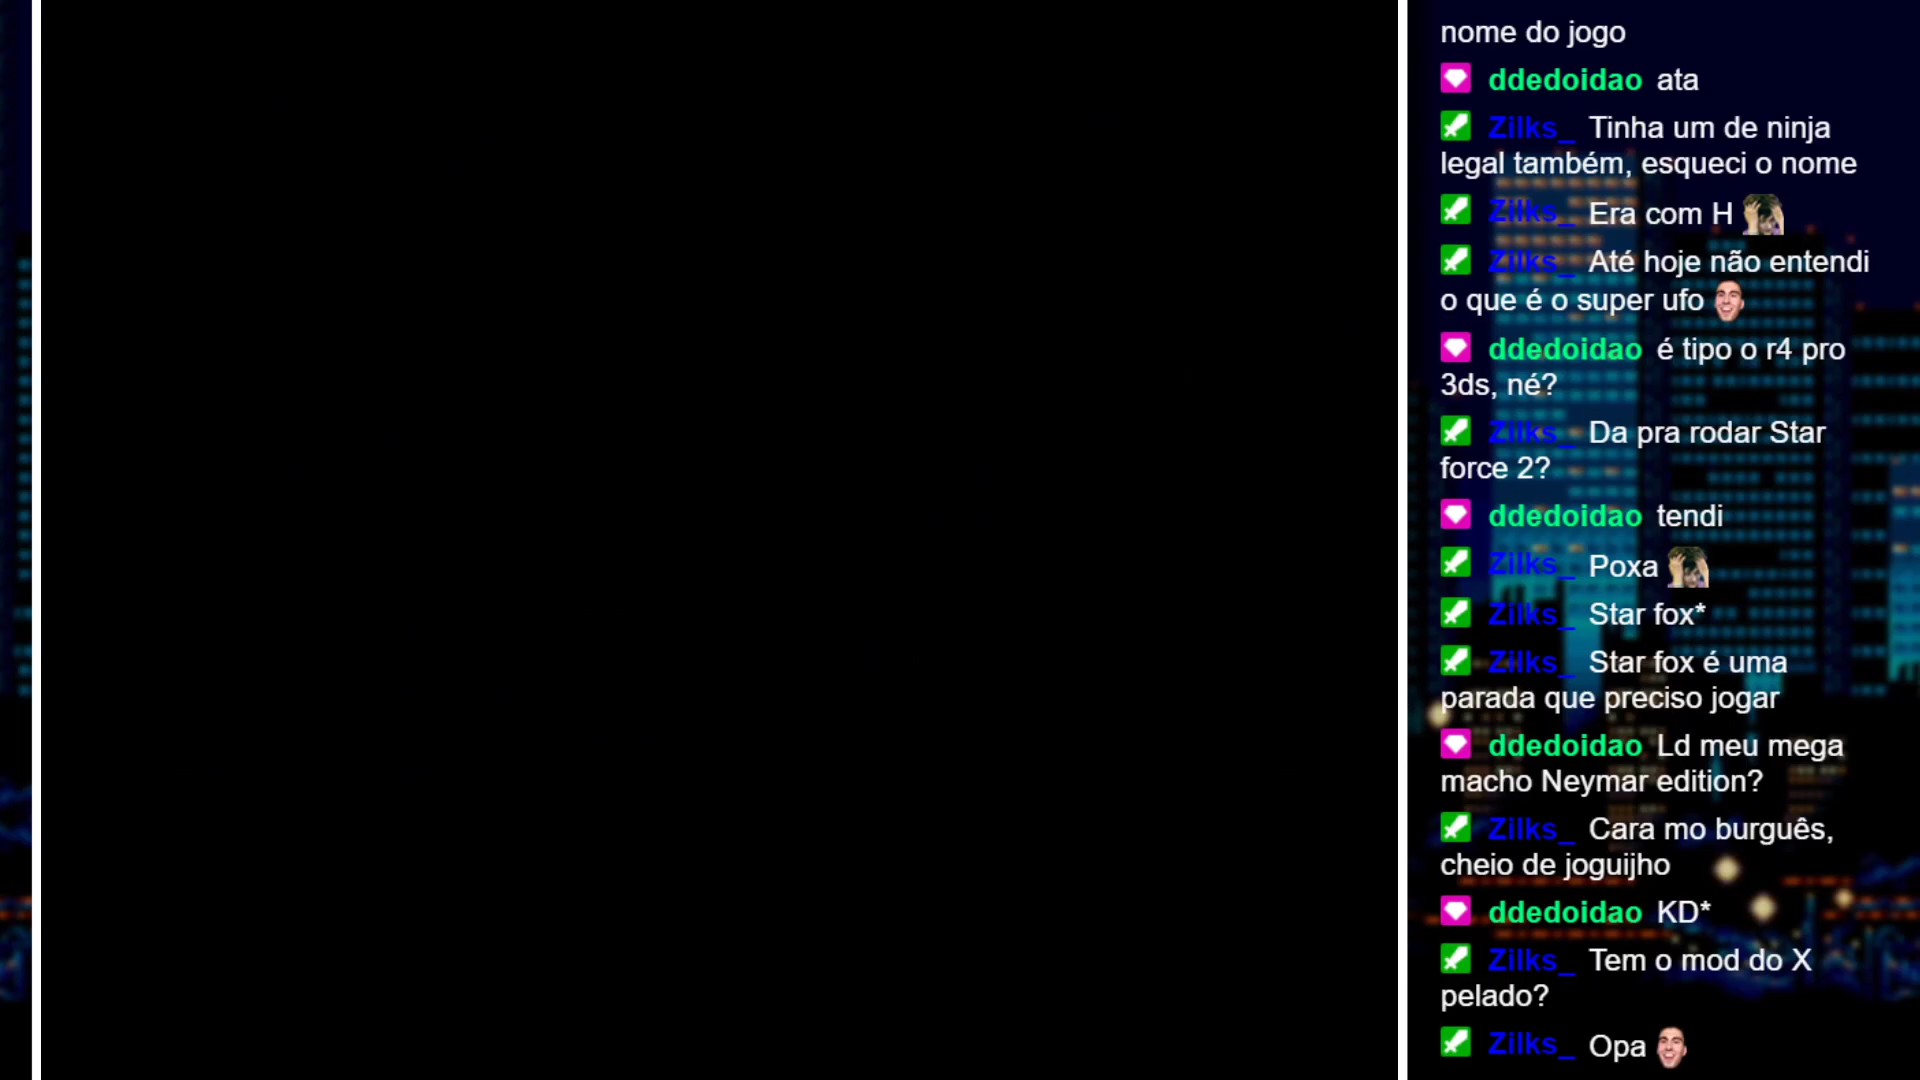 nome do jogo
ddedoidao ata
Zilks_ Tinha um de ninja
legal também, esqueci o nome
Zilks_ Era com H
Zilks_ Até hoje não entendi
o que é o super ufo
ddedoidao é tipo o r4 pro
3ds, né?
Zilks_ Da pra rodar Star
force 2?
ddedoidao tendi
Zilks_ Poxa
Zilks_ Star fox*
Zilks_ Star fox é uma
parada que preciso jogar
ddedoidao Ld meu mega
macho Neymar edition?
Zilks_ Cara mo burguês,
cheio de joguijho
ddedoidao KD*
Zilks_ Tem o mod do X
pelado?
Zilks_ Opa